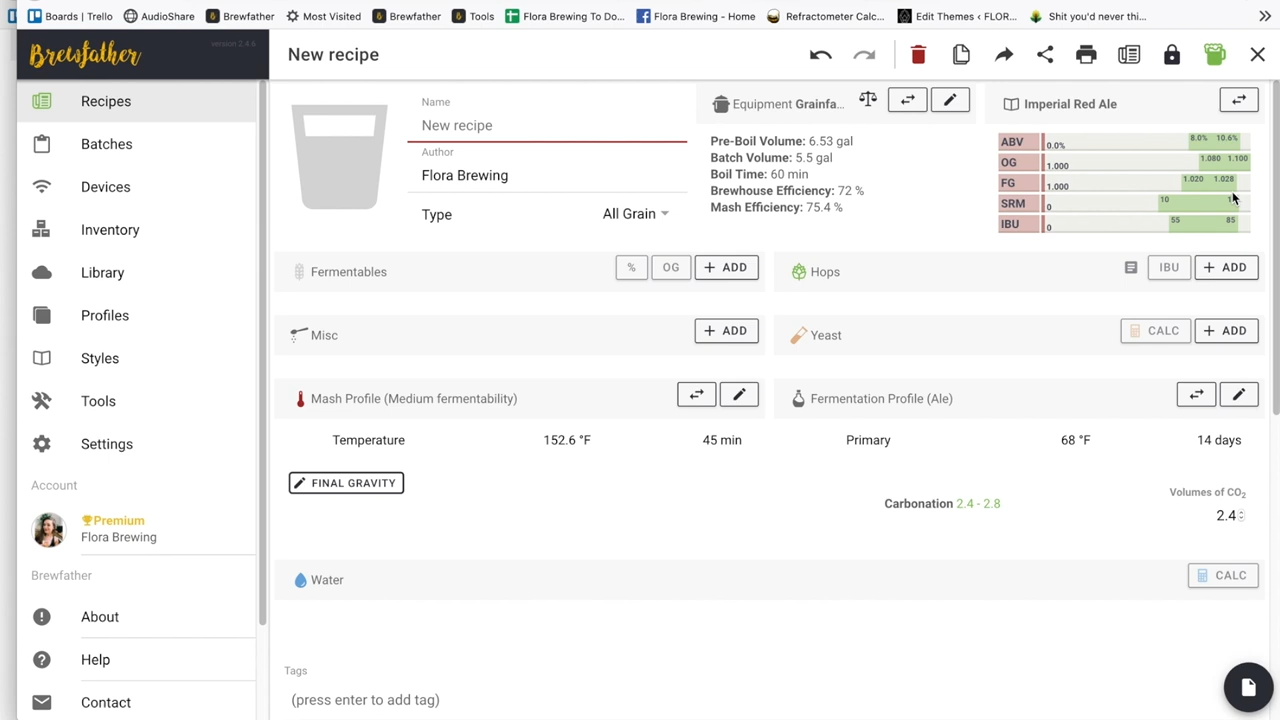 Boards | Trello AudioShare Brewfather Most Visited Brewfather Tools Flora Brewing To Do... Flora Brewing - Home Refractometer Calc... Edit Themes ‹ FLOR... Shit you'd never thi...
Brewfather
version 2.4.6
New recipe
Recipes
Batches
Devices
Inventory
Library
Profiles
Styles
Tools
Settings
Account
Premium
Flora Brewing
Brewfather
About
Help
Contact
Name
New recipe
Author
Flora Brewing
Type All Grain
Equipment Grainfa...
Pre-Boil Volume: 6.53 gal
Batch Volume: 5.5 gal
Boil Time: 60 min
Brewhouse Efficiency: 72 %
Mash Efficiency: 75.4 %
Imperial Red Ale
ABV 0.0% 8.0% 10.6%
OG 1.000 1.080 1.100
FG 1.000 1.020 1.028
SRM 0 10
IBU 0 55 85
Fermentables % OG + ADD
Hops IBU + ADD
Misc + ADD
Yeast CALC + ADD
Mash Profile (Medium fermentability)
Temperature 152.6 °F 45 min
FINAL GRAVITY
Fermentation Profile (Ale)
Primary 68 °F 14 days
Carbonation 2.4 - 2.8
Volumes of CO2
2.4
Water CALC
Tags
(press enter to add tag)